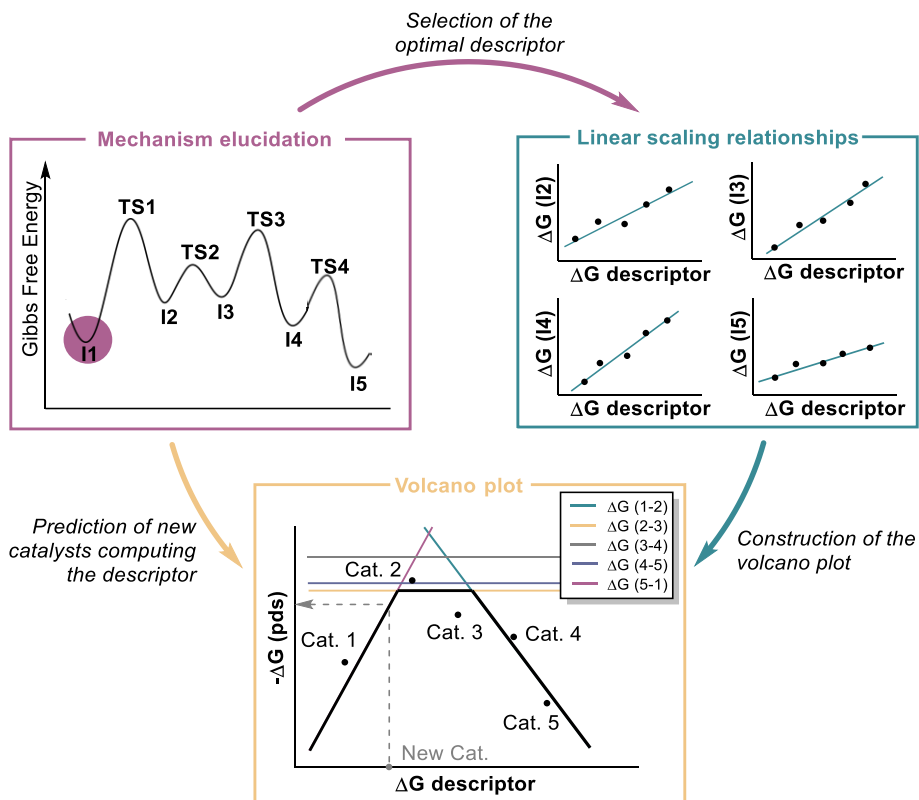 Selection of the
optimal descriptor
Mechanism elucidation
Gibbs Free Energy
TS1
TS2
TS3
TS4
I1
I2
I3
I4
I5
Linear scaling relationships
ΔG (I2)
ΔG descriptor
ΔG (I3)
ΔG descriptor
ΔG (I4)
ΔG descriptor
ΔG (I5)
ΔG descriptor
Prediction of new
catalysts computing
the descriptor
Construction of the
volcano plot
Volcano plot
ΔG (1-2)
ΔG (2-3)
ΔG (3-4)
ΔG (4-5)
ΔG (5-1)
-ΔG (pds)
Cat. 1
Cat. 2
Cat. 3
Cat. 4
Cat. 5
New Cat.
ΔG descriptor